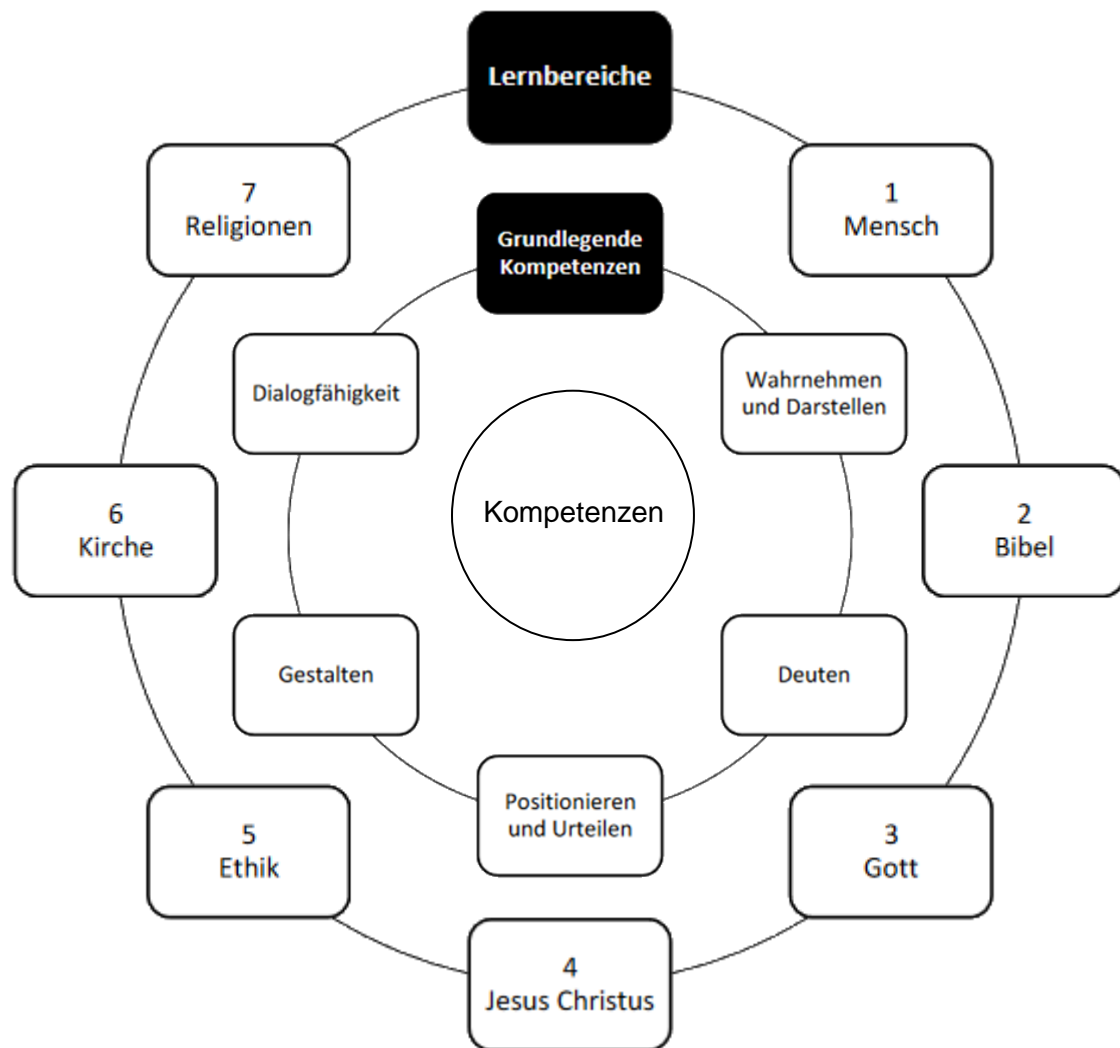 Lernbereiche
1
Mensch
2
Bibel
3
Gott
4
Jesus Christus
5
Ethik
6
Kirche
7
Religionen
Grundlegende
Kompetenzen
Wahrnehmen
und Darstellen
Deuten
Positionieren
und Urteilen
Gestalten
Dialogfähigkeit
Kompetenzen